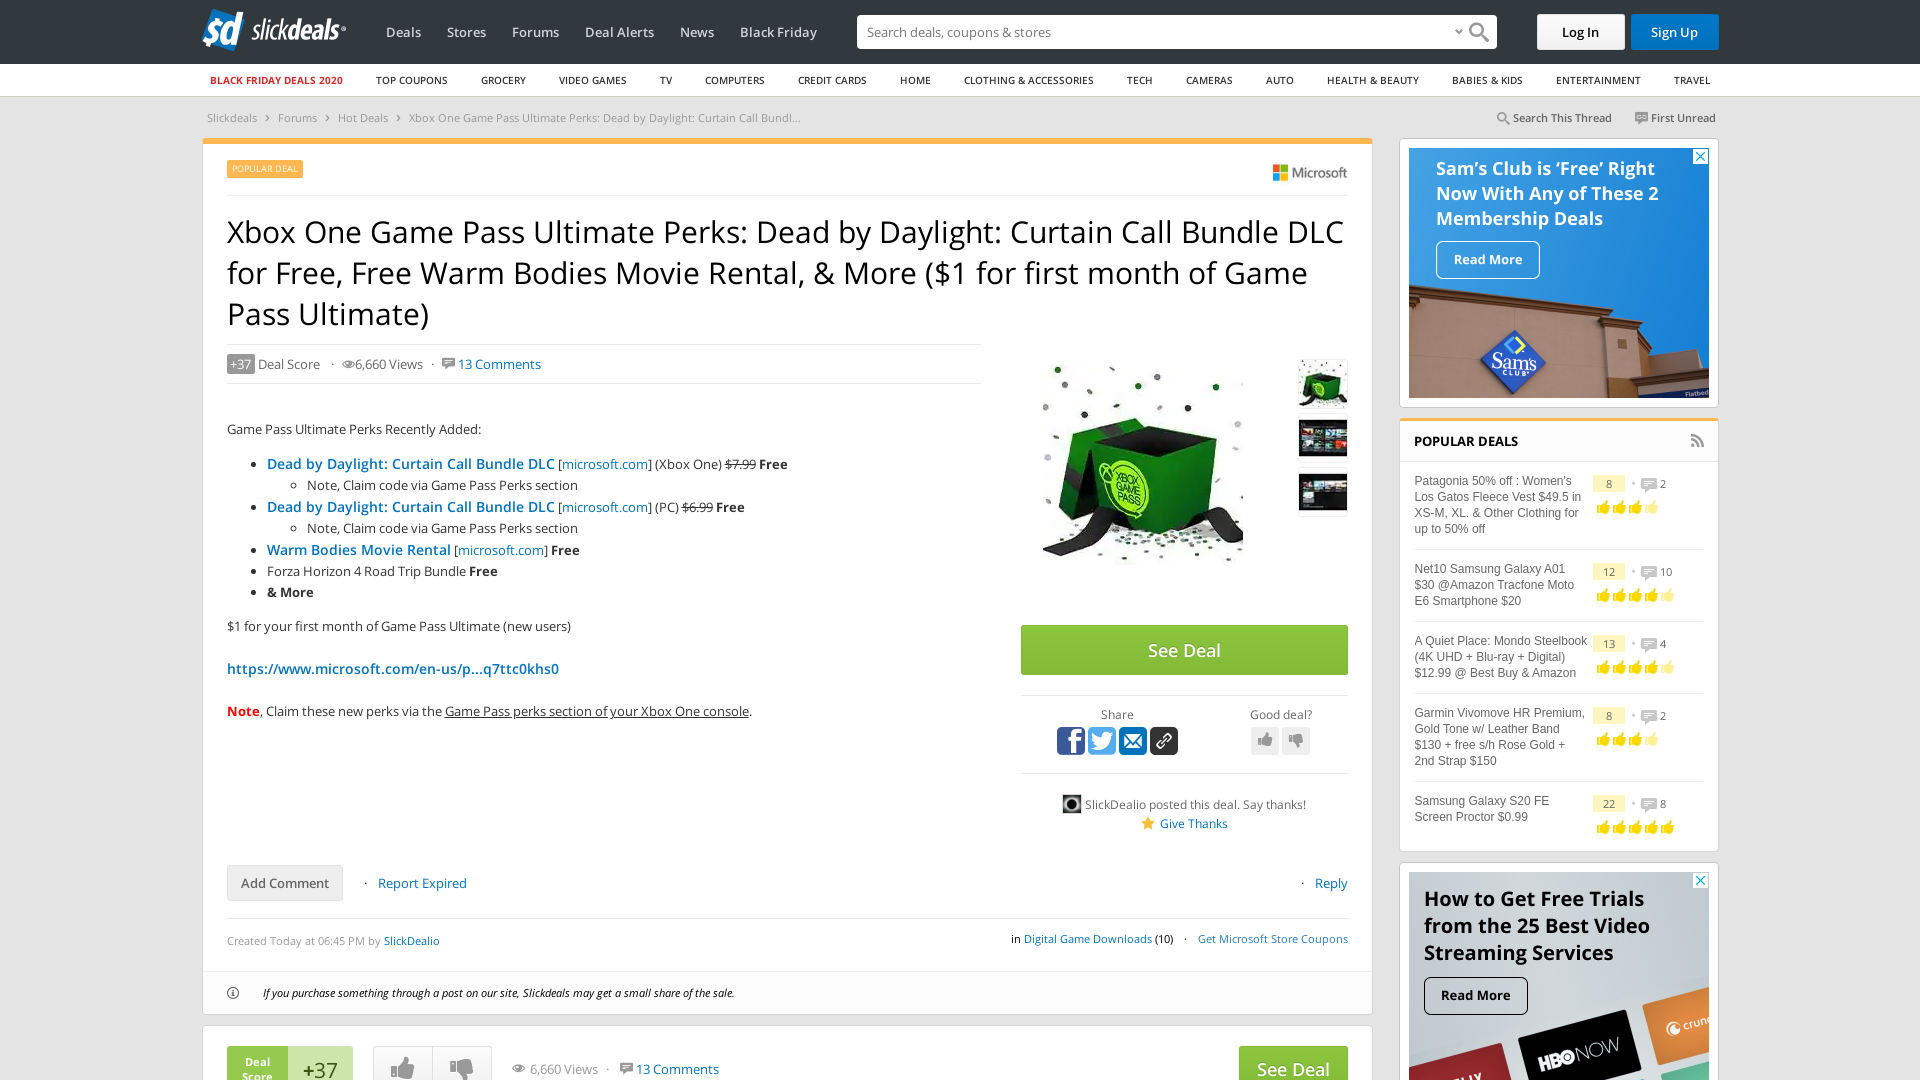 slickdeals
Deals
Stores
Forums
Deal Alerts
News
Black Friday
Search deals, coupons & stores
Log In
Sign Up
BLACK FRIDAY DEALS 2020
TOP COUPONS
GROCERY
VIDEO GAMES
TV
COMPUTERS
CREDIT CARDS
HOME
CLOTHING & ACCESSORIES
TECH
CAMERAS
AUTO
HEALTH & BEAUTY
BABIES & KIDS
ENTERTAINMENT
TRAVEL
Slickdeals > Forums > Hot Deals > Xbox One Game Pass Ultimate Perks: Dead by Daylight: Curtain Call Bundl...
Search This Thread
First Unread
POPULAR DEAL
Microsoft
Xbox One Game Pass Ultimate Perks: Dead by Daylight: Curtain Call Bundle DLC
for Free, Free Warm Bodies Movie Rental, & More ($1 for first month of Game
Pass Ultimate)
+37 Deal Score · 6,660 Views · 13 Comments
Game Pass Ultimate Perks Recently Added:
Dead by Daylight: Curtain Call Bundle DLC [microsoft.com] (Xbox One) $7.99 Free
Note, Claim code via Game Pass Perks section
Dead by Daylight: Curtain Call Bundle DLC [microsoft.com] (PC) $6.99 Free
Note, Claim code via Game Pass Perks section
Warm Bodies Movie Rental [microsoft.com] Free
Forza Horizon 4 Road Trip Bundle Free
& More
$1 for your first month of Game Pass Ultimate (new users)
https://www.microsoft.com/en-us/p...q7ttc0khs0
Note, Claim these new perks via the Game Pass perks section of your Xbox One console.
XBOX
GAME
PASS
See Deal
Share
Good deal?
SlickDealio posted this deal. Say thanks!
Give Thanks
Add Comment · Report Expired
· Reply
Created Today at 06:45 PM by SlickDealio
in Digital Game Downloads (10) · Get Microsoft Store Coupons
If you purchase something through a post on our site, Slickdeals may get a small share of the sale.
Deal
Score
+37
6,660 Views · 13 Comments
See Deal
Sam's Club is 'Free' Right
Now With Any of These 2
Membership Deals
Read More
Sam's
CLUB
POPULAR DEALS
Patagonia 50% off : Women's
Los Gatos Fleece Vest $49.5 in
XS-M, XL. & Other Clothing for
up to 50% off
8 · 2
Net10 Samsung Galaxy A01
$30 @Amazon Tracfone Moto
E6 Smartphone $20
12 · 10
A Quiet Place: Mondo Steelbook
(4K UHD + Blu-ray + Digital)
$12.99 @ Best Buy & Amazon
13 · 4
Garmin Vivomove HR Premium,
Gold Tone w/ Leather Band
$130 + free s/h Rose Gold +
2nd Strap $150
8 · 2
Samsung Galaxy S20 FE
Screen Proctor $0.99
22 · 8
How to Get Free Trials
from the 25 Best Video
Streaming Services
Read More
HBO NOW